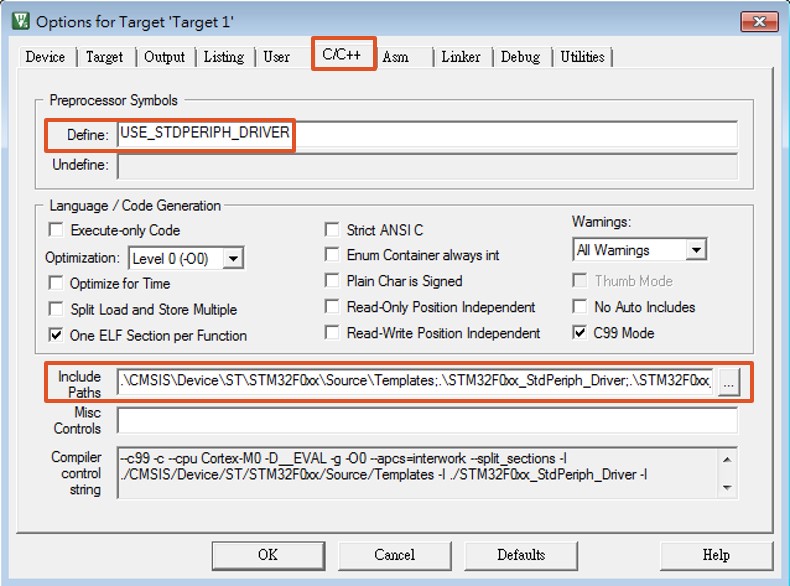 Options for Target 'Target 1'
Device Target Output Listing User C/C++ Asm Linker Debug Utilities
Preprocessor Symbols
Define: USE_STDPERIPH_DRIVER
Undefine:
Language / Code Generation
Execute-only Code
Optimization: Level 0 (-O0)
Optimize for Time
Split Load and Store Multiple
One ELF Section per Function
Strict ANSI C
Enum Container always int
Plain Char is Signed
Read-Only Position Independent
Read-Write Position Independent
Warnings:
All Warnings
Thumb Mode
No Auto Includes
C99 Mode
Include
Paths
.\CMSIS\Device\ST\STM32F0xx\Source\Templates;.\STM32F0xx_StdPeriph_Driver;.\STM32F0xx_
...
Misc
Controls
Compiler
control
string
--c99 -c --cpu Cortex-M0 -D__EVAL -g -O0 --apcs=interwork --split_sections -I
./CMSIS/Device/ST/STM32F0xx/Source/Templates -I ./STM32F0xx_StdPeriph_Driver -I
OK Cancel Defaults Help